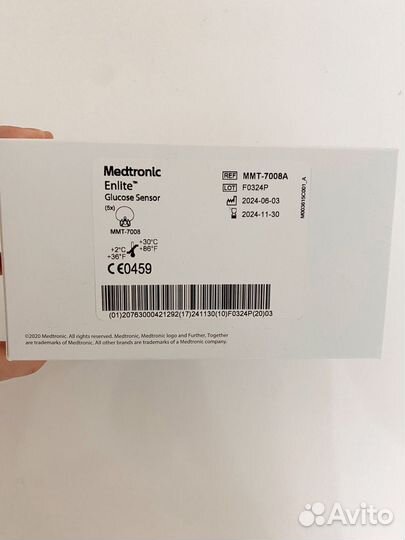 Medtronic
Enlite™
Glucose Sensor
(5x)
MMT-7008
+30°C
+86°F
+2°C
+36°F
CE0459
REF MMT-7008A
LOT F0324P
2024-06-03
2024-11-30
M003619C001_A
(01)20763000421292(17)241130(10)F0324P(20)03
©2020 Medtronic. All rights reserved. Medtronic, Medtronic logo and Further, Together
are trademarks of Medtronic. All other brands are trademarks of a Medtronic company.
Avito